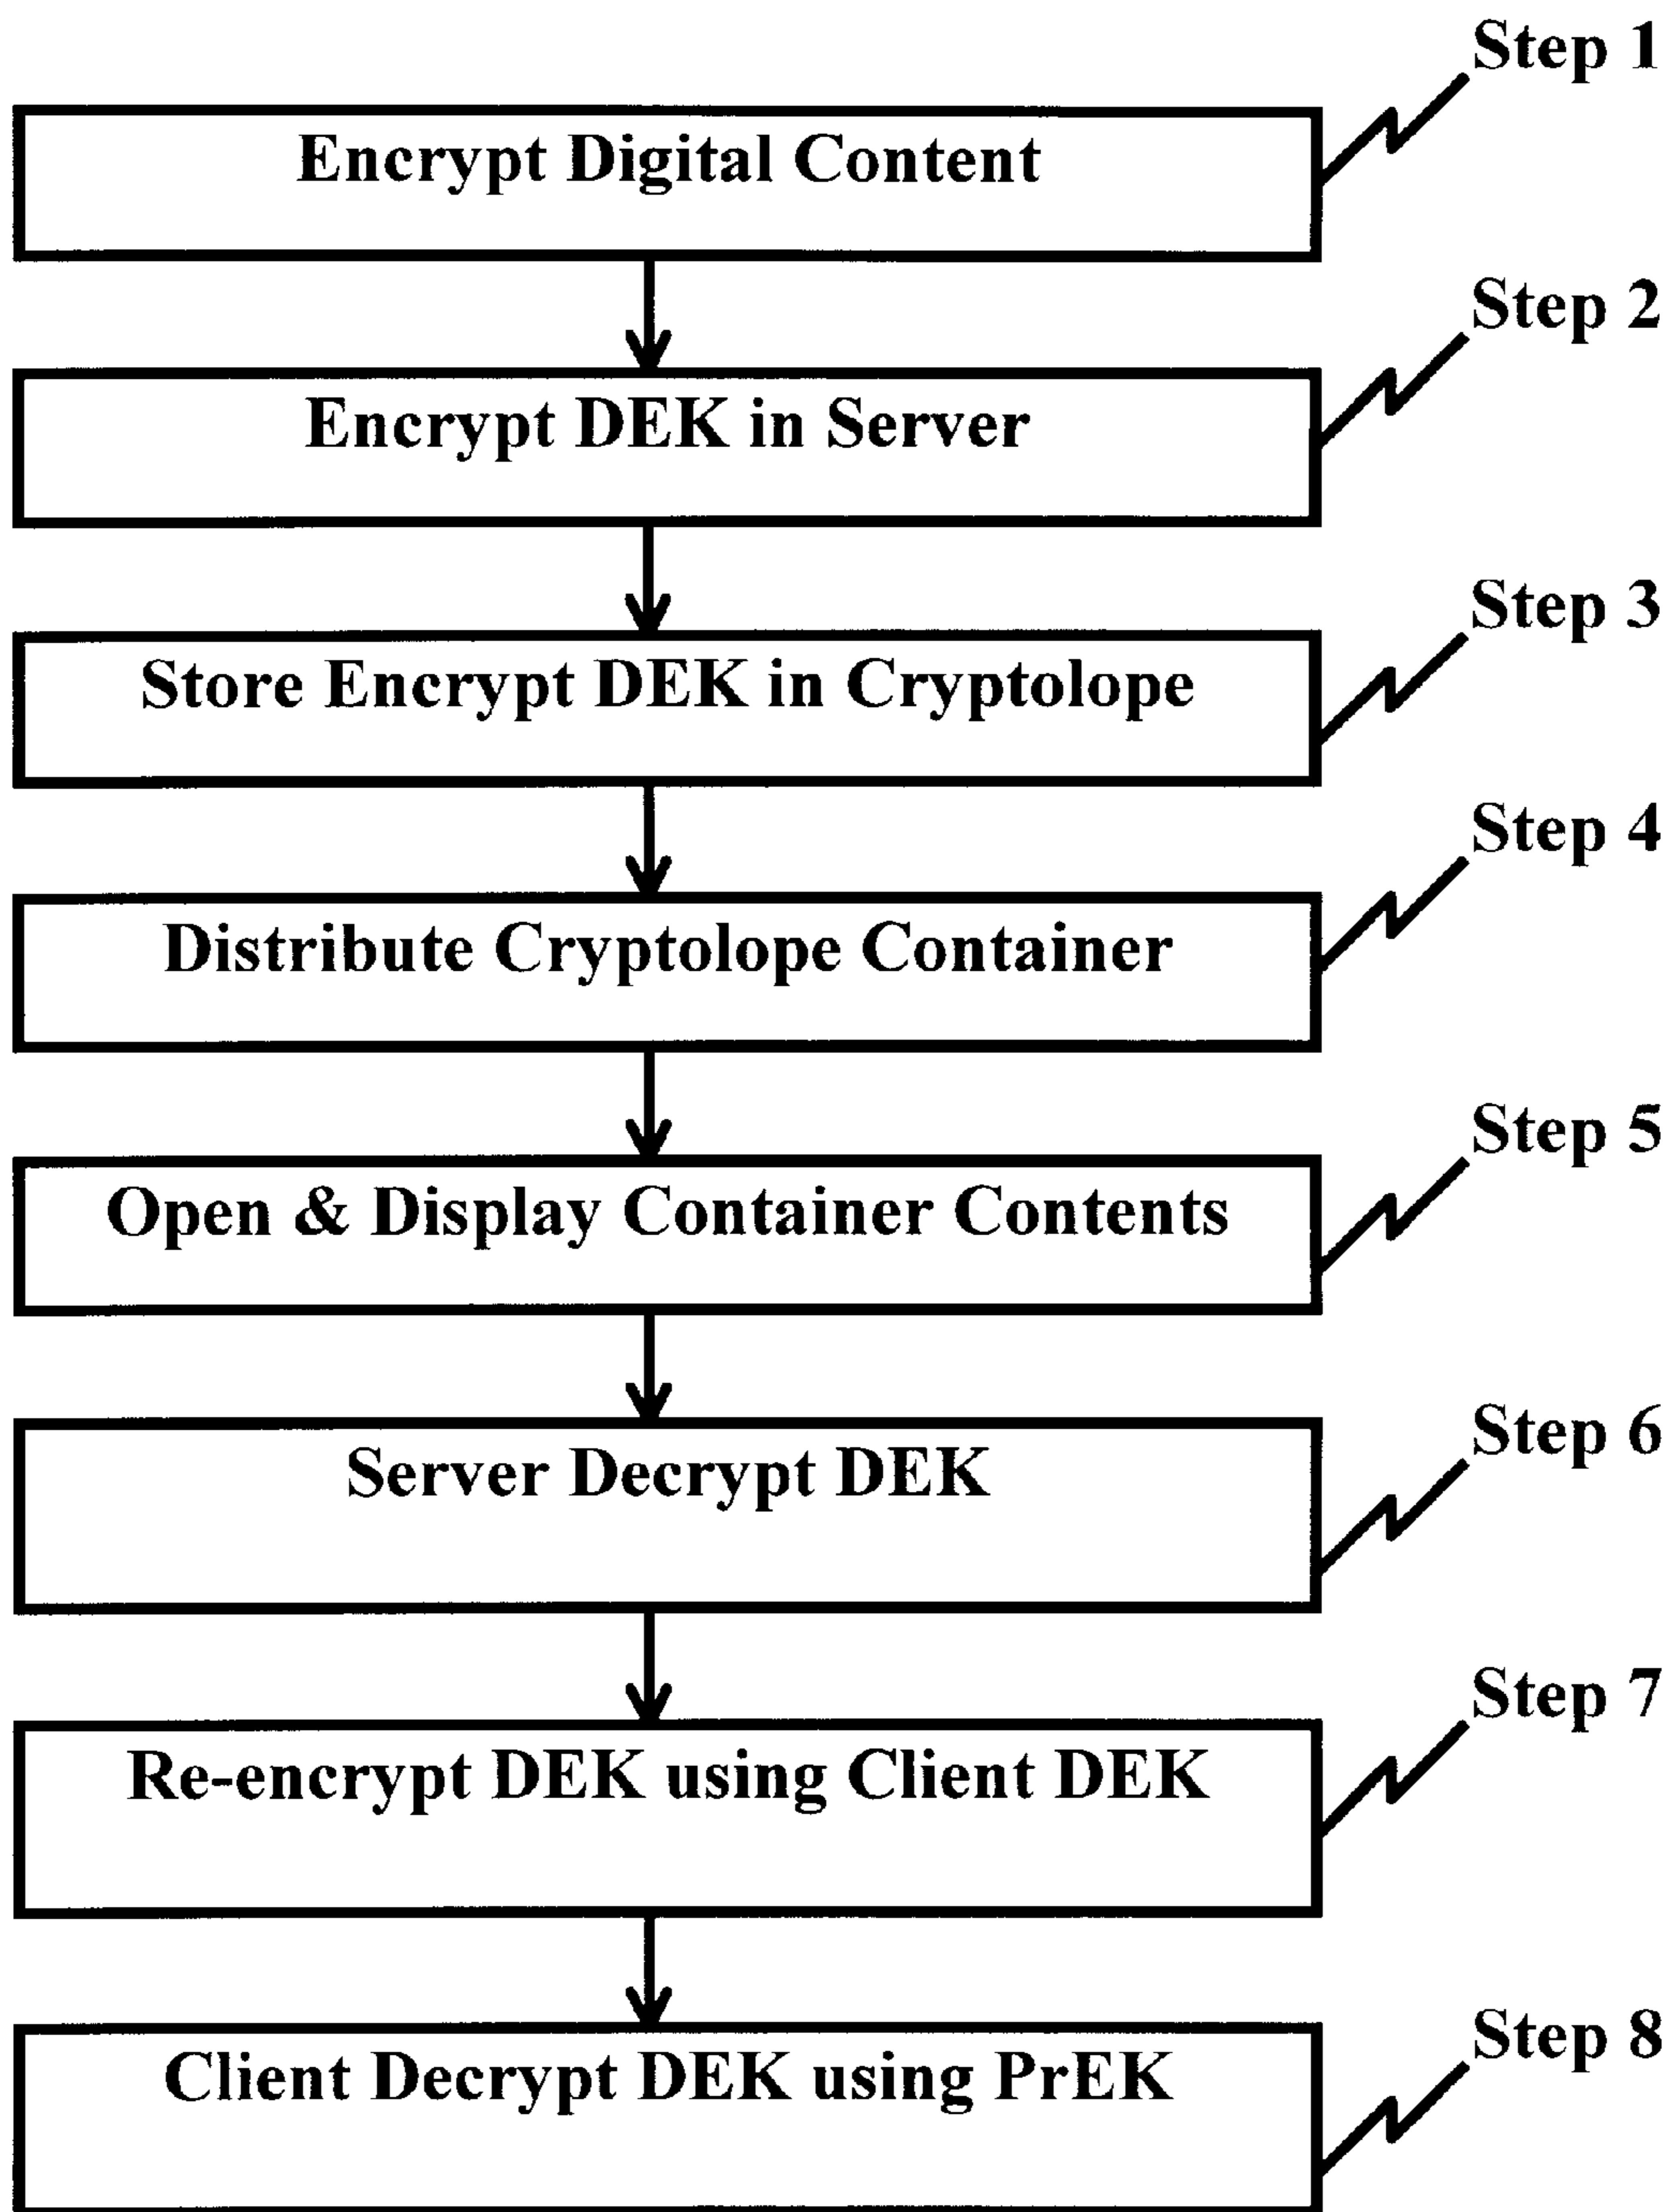 Step 1
Encrypt Digital Content
Step 2
Encrypt DEK in Server
Step 3
Store Encrypt DEK in Cryptolope
Step 4
Distribute Cryptolope Container
Step 5
Open & Display Container Contents
Step 6
Server Decrypt DEK
Step 7
Re-encrypt DEK using Client DEK
Step 8
Client Decrypt DEK using PrEK